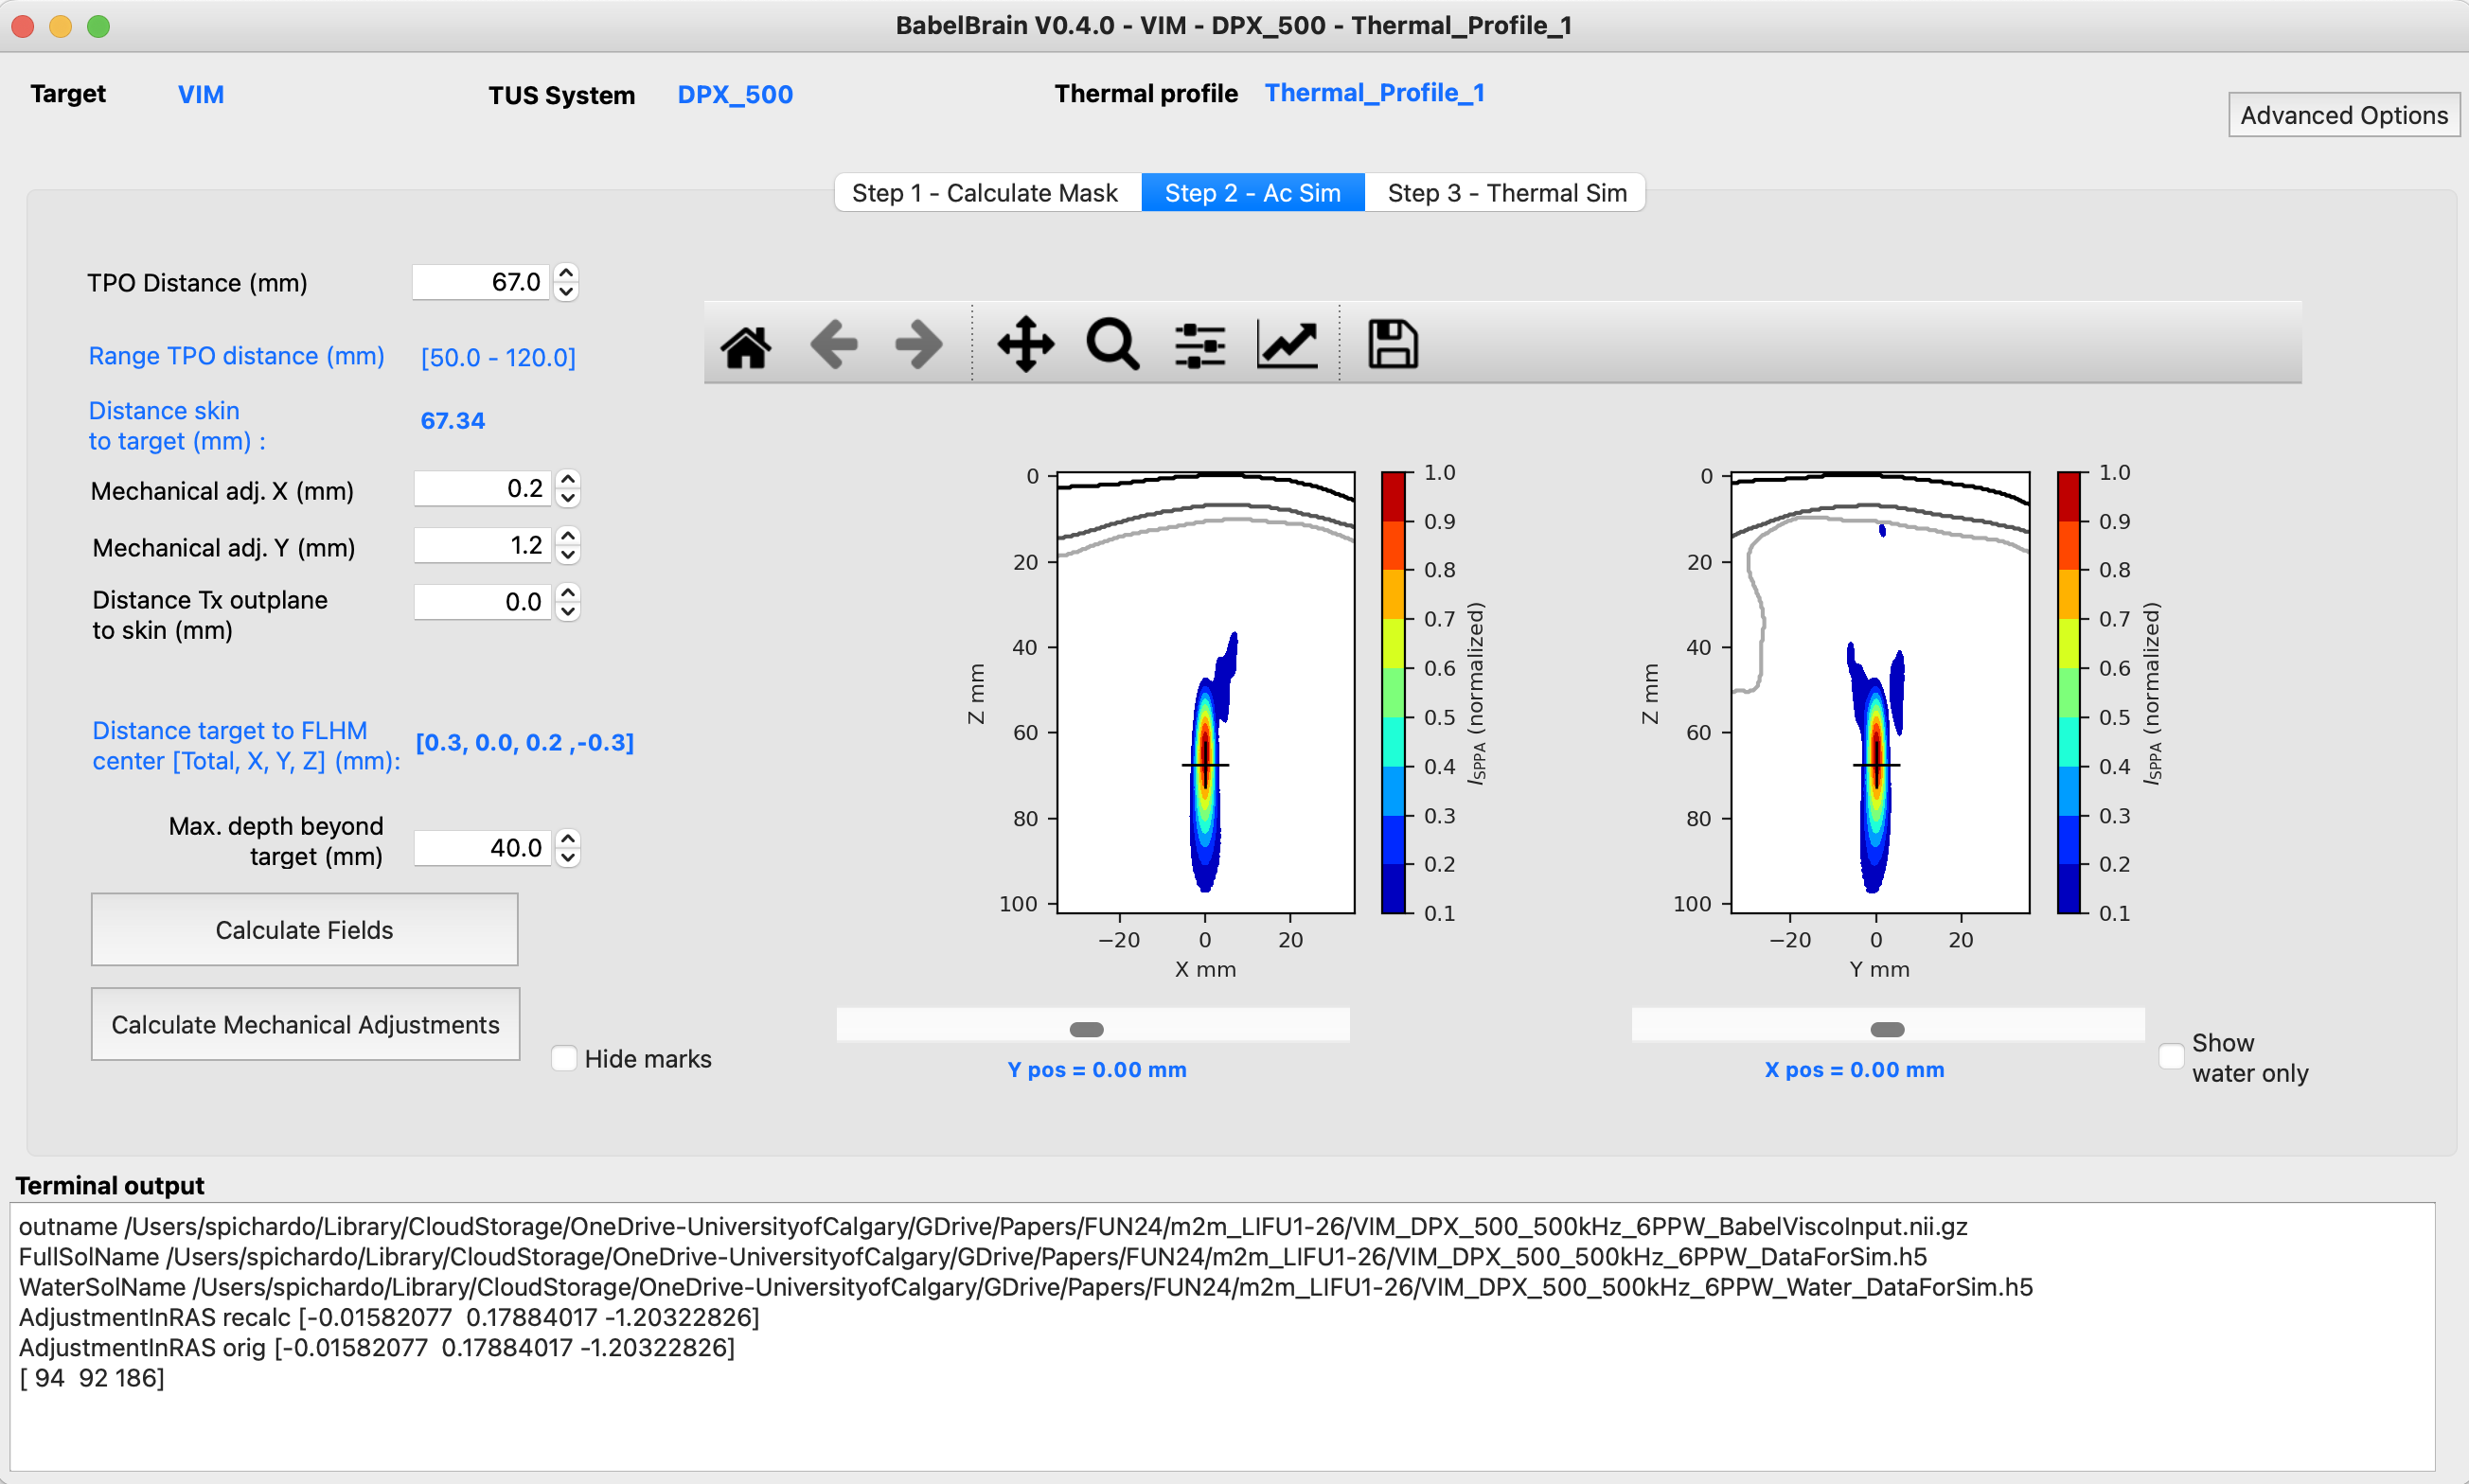 BabelBrain V0.4.0 - VIM - DPX_500 - Thermal_Profile_1
Target VIM TUS System DPX_500 Thermal profile Thermal_Profile_1
Advanced Options
Step 1 - Calculate Mask Step 2 - Ac Sim Step 3 - Thermal Sim
TPO Distance (mm) 67.0
Range TPO distance (mm) [50.0 - 120.0]
Distance skin
to target (mm) : 67.34
Mechanical adj. X (mm) 0.2
Mechanical adj. Y (mm) 1.2
Distance Tx outplane
to skin (mm) 0.0
Distance target to FLHM
center [Total, X, Y, Z] (mm): [0.3, 0.0, 0.2 ,-0.3]
Max. depth beyond
target (mm) 40.0
Calculate Fields
Calculate Mechanical Adjustments
Hide marks
0
20
40
60
80
100
Z mm
−20 0 20
X mm
1.0
0.9
0.8
0.7
0.6
0.5
0.4
0.3
0.2
0.1
ISPPA (normalized)
Y pos = 0.00 mm
0
20
40
60
80
100
Z mm
−20 0 20
Y mm
1.0
0.9
0.8
0.7
0.6
0.5
0.4
0.3
0.2
0.1
ISPPA (normalized)
X pos = 0.00 mm
Show
water only
Terminal output
outname /Users/spichardo/Library/CloudStorage/OneDrive-UniversityofCalgary/GDrive/Papers/FUN24/m2m_LIFU1-26/VIM_DPX_500_500kHz_6PPW_BabelViscoInput.nii.gz
FullSolName /Users/spichardo/Library/CloudStorage/OneDrive-UniversityofCalgary/GDrive/Papers/FUN24/m2m_LIFU1-26/VIM_DPX_500_500kHz_6PPW_DataForSim.h5
WaterSolName /Users/spichardo/Library/CloudStorage/OneDrive-UniversityofCalgary/GDrive/Papers/FUN24/m2m_LIFU1-26/VIM_DPX_500_500kHz_6PPW_Water_DataForSim.h5
AdjustmentInRAS recalc [-0.01582077 0.17884017 -1.20322826]
AdjustmentInRAS orig [-0.01582077 0.17884017 -1.20322826]
[ 94 92 186]